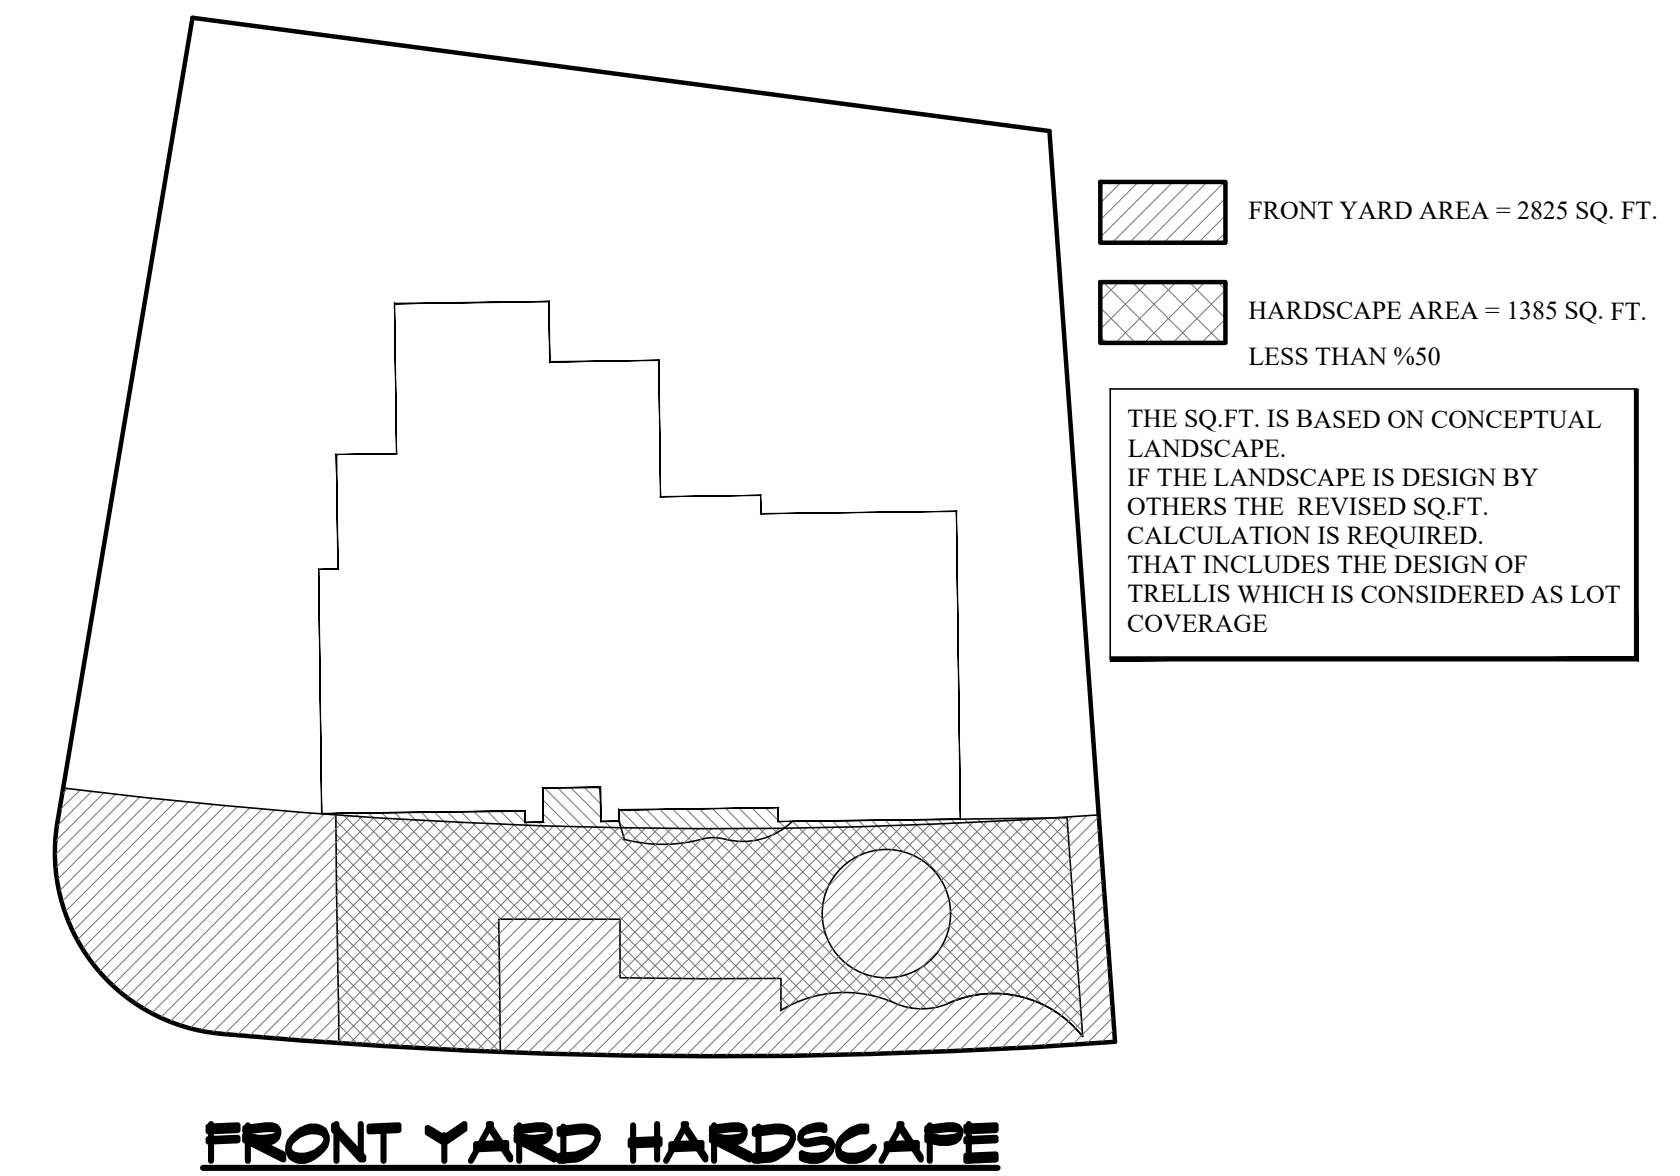 FRONT YARD AREA = 2825 SQ. FT.
HARDSCAPE AREA = 1385 SQ. FT.
LESS THAN %50
THE SQ.FT. IS BASED ON CONCEPTUAL
LANDSCAPE.
IF THE LANDSCAPE IS DESIGN BY
OTHERS THE  REVISED SQ.FT.
CALCULATION IS REQUIRED.
THAT INCLUDES THE DESIGN OF
TRELLIS WHICH IS CONSIDERED AS LOT
COVERAGE
FRONT YARD HARDSCAPE